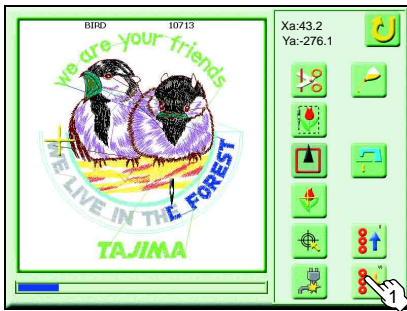 BIRD 10713
we are your friends
WE LIVE IN THE FOREST
TAJIMA
Xa:43.2
Ya:-276.1
1